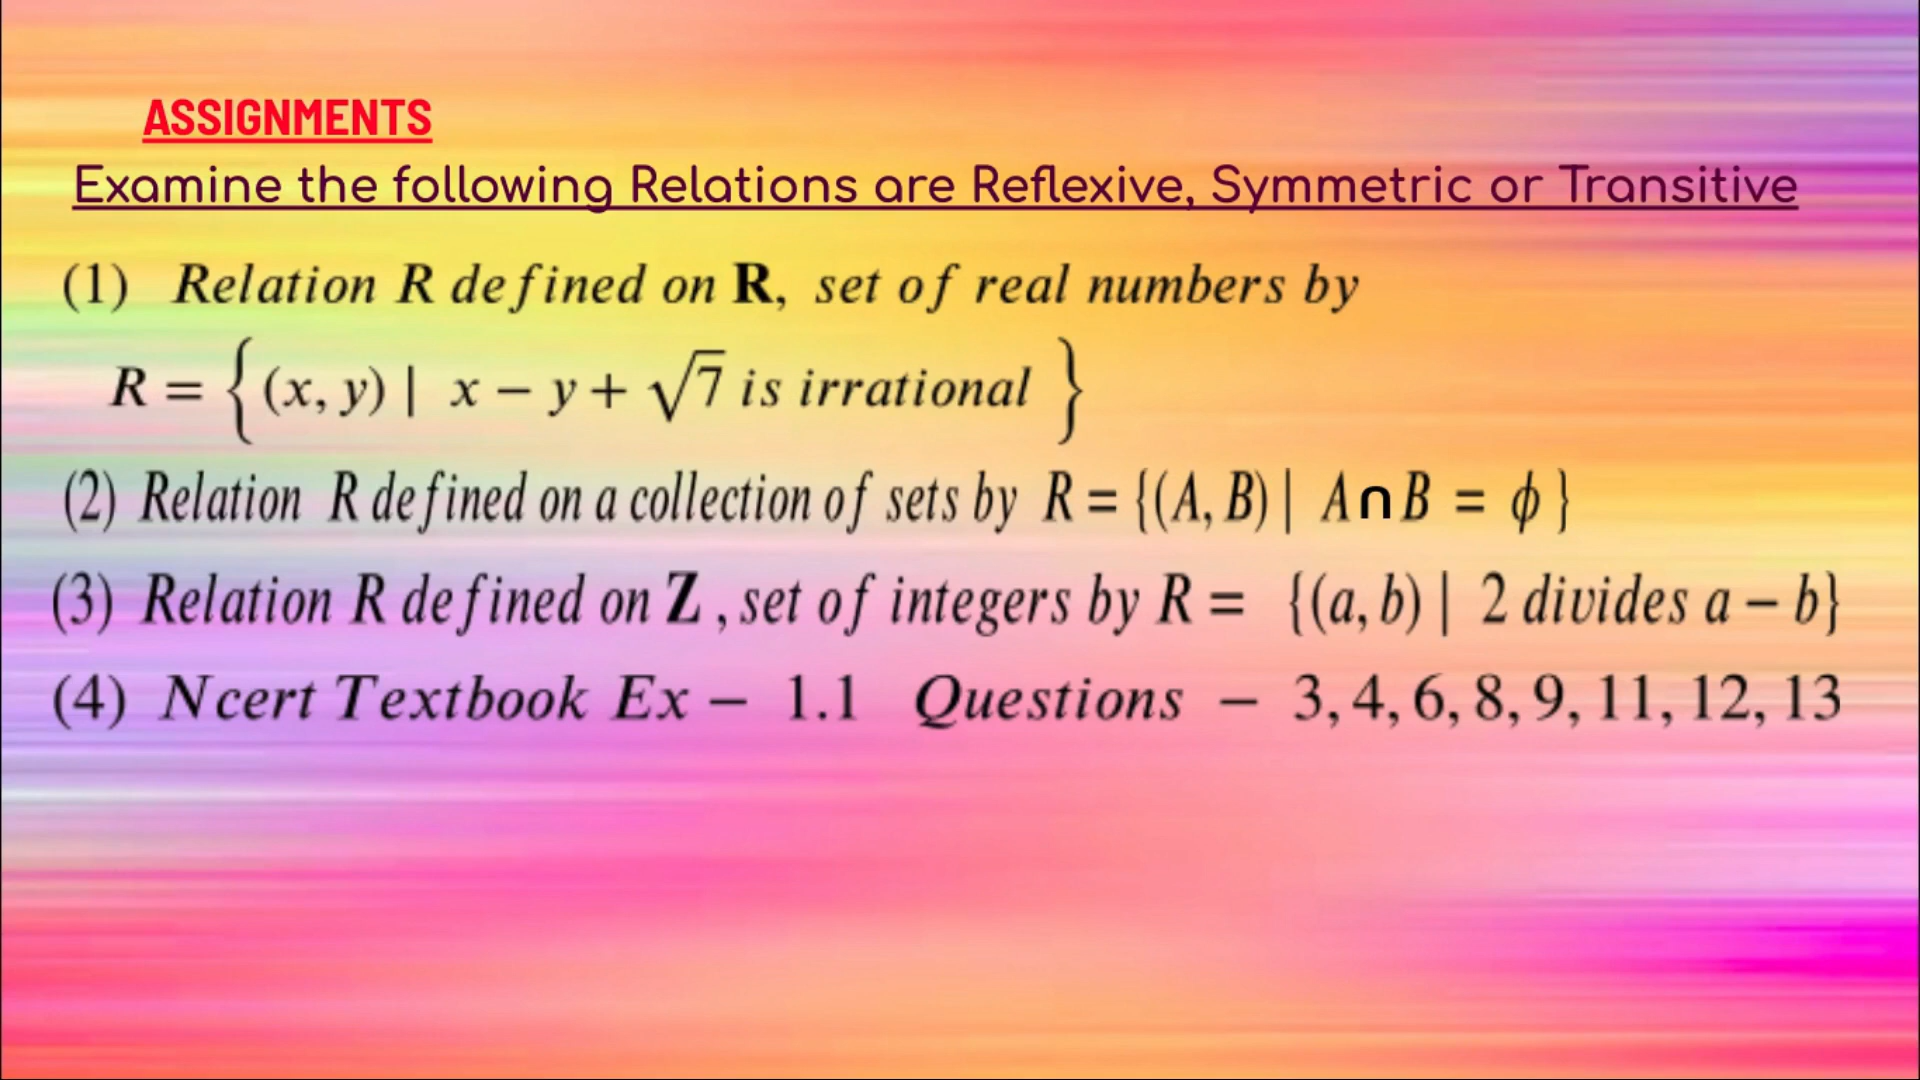 ASSIGNMENTS
Examine the following Relations are Reflexive, Symmetric or Transitive
(1) Relation R defined on R, set of real numbers by
R = { (x, y) | x − y + √7 is irrational }
(2) Relation R defined on a collection of sets by R = {(A, B) | A ∩ B = ϕ }
(3) Relation R defined on Z , set of integers by R = {(a, b) | 2 divides a − b}
(4) Ncert Textbook Ex − 1.1 Questions − 3, 4, 6, 8, 9, 11, 12, 13